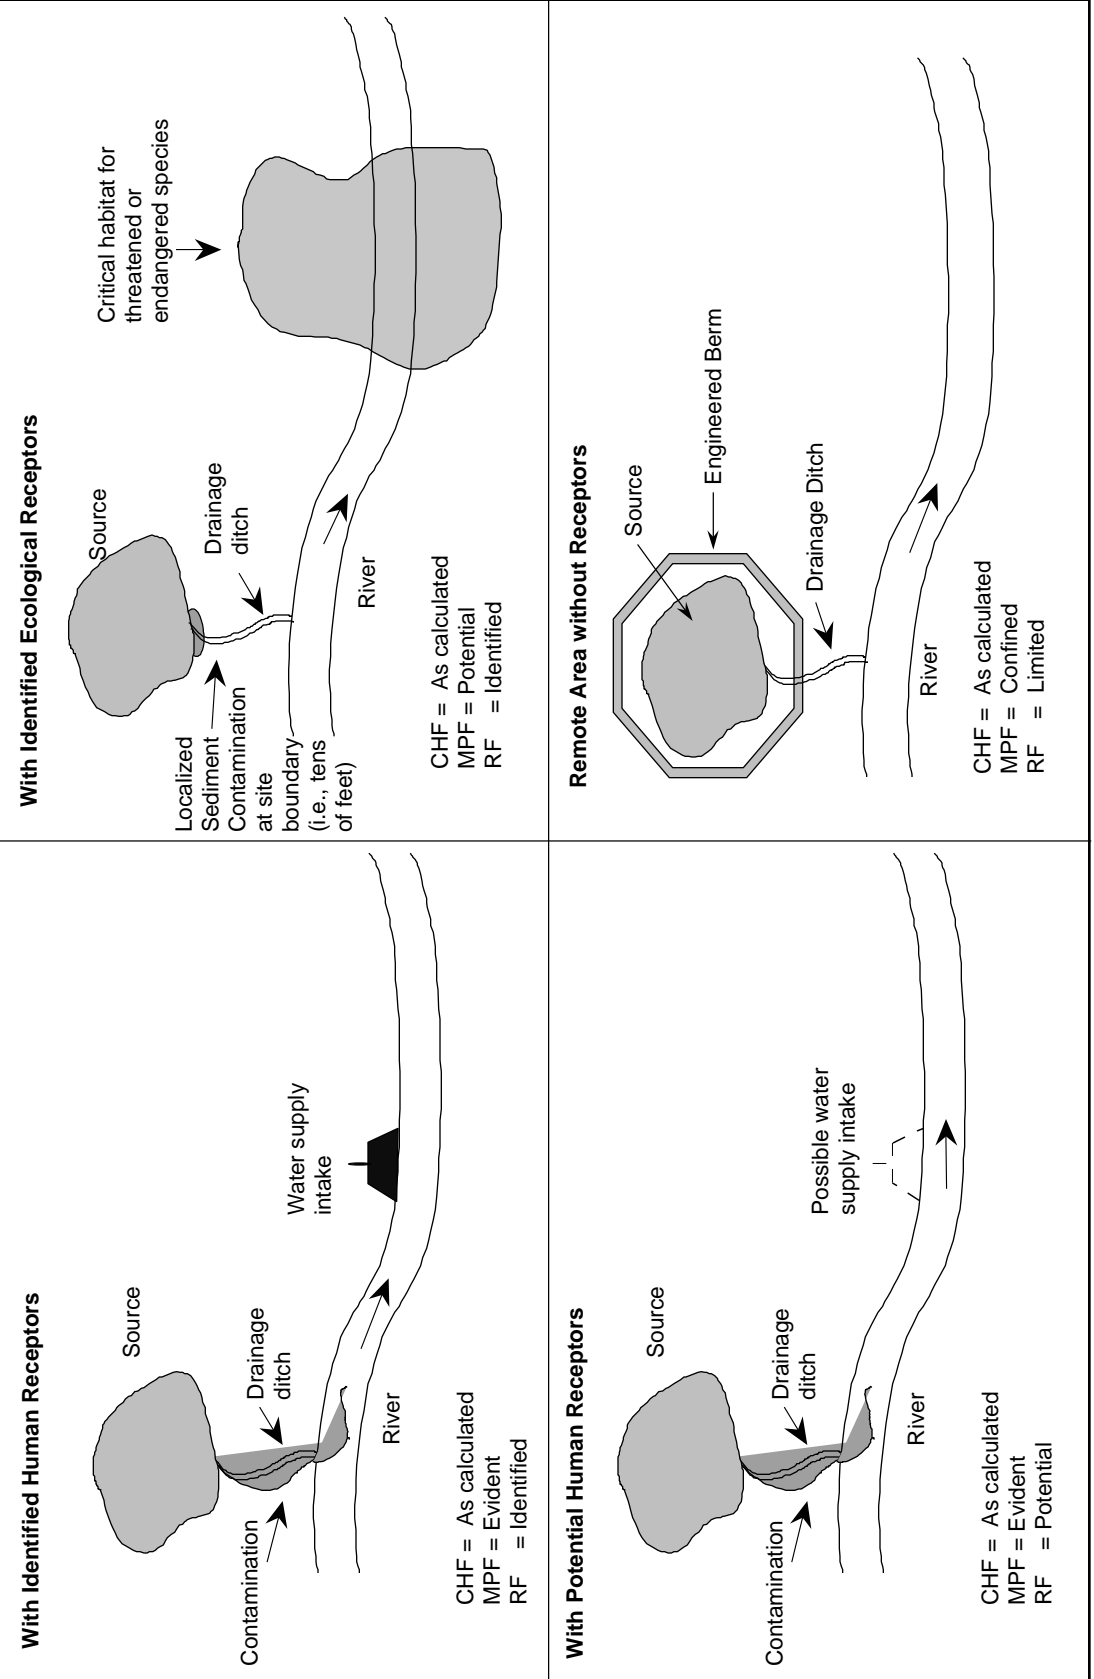 With Identified Human Receptors
Source
Drainage
ditch
Contamination
River
Water supply
intake
CHF = As calculated
MPF = Evident
RF = Identified
With Identified Ecological Receptors
Source
Drainage
ditch
Localized
Sediment
Contamination
at site
boundary
(i.e., tens
of feet)
River
Critical habitat for
threatened or
endangered species
CHF = As calculated
MPF = Potential
RF = Identified
With Potential Human Receptors
Source
Drainage
ditch
Contamination
River
Possible water
supply intake
CHF = As calculated
MPF = Evident
RF = Potential
Remote Area without Receptors
Source
Engineered Berm
Drainage Ditch
River
CHF = As calculated
MPF = Confined
RF = Limited